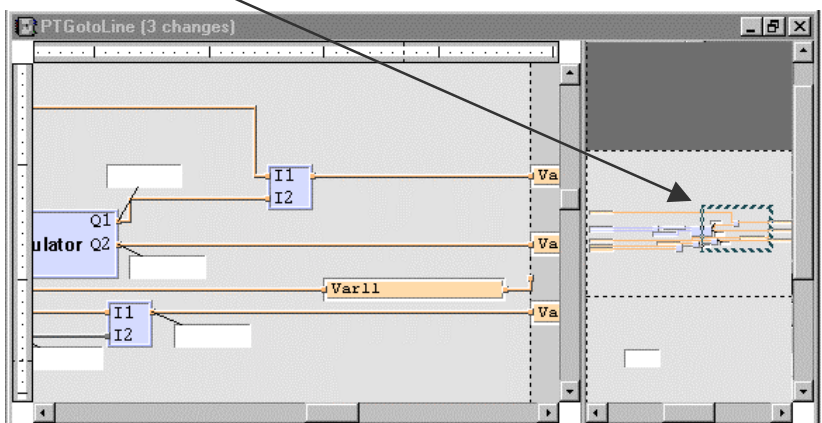 PTGotoLine (3 changes)
I1
Va
I2
Q1
ulator Q2
Va
Var11
I1
Va
I2